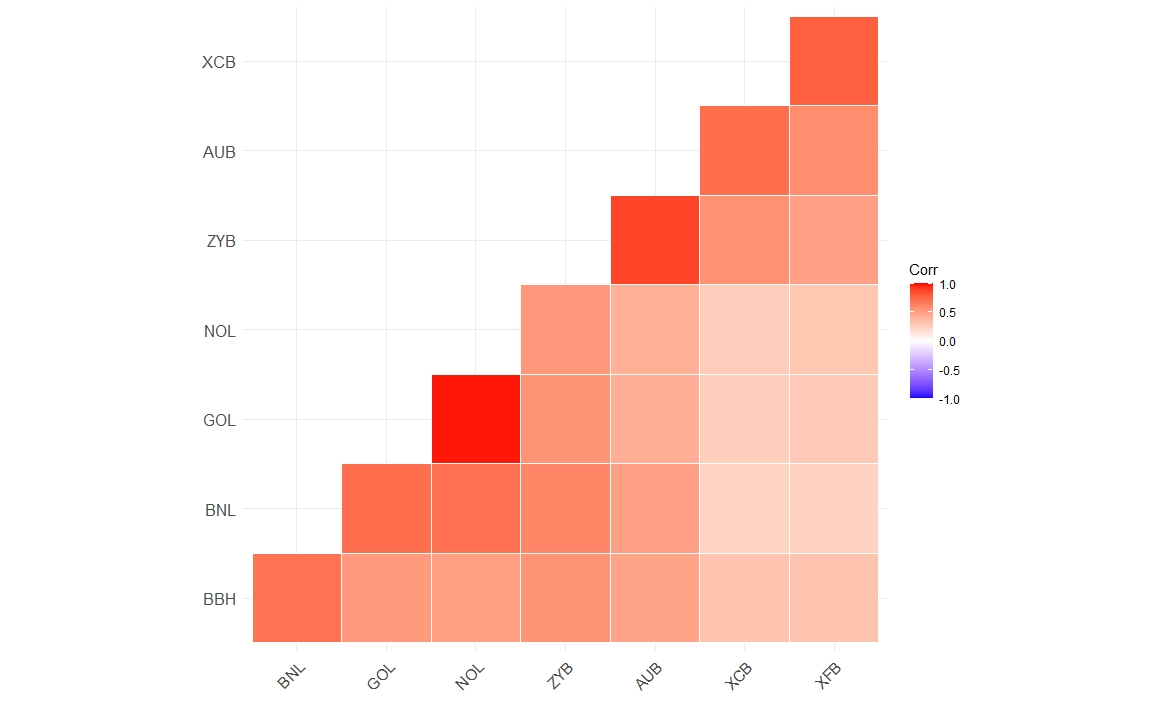 XCB
AUB
ZYB
NOL
GOL
BNL
BBH
BNL
GOL
NOL
ZYB
AUB
XCB
XFB
Corr
1.0
0.5
0.0
-0.5
-1.0